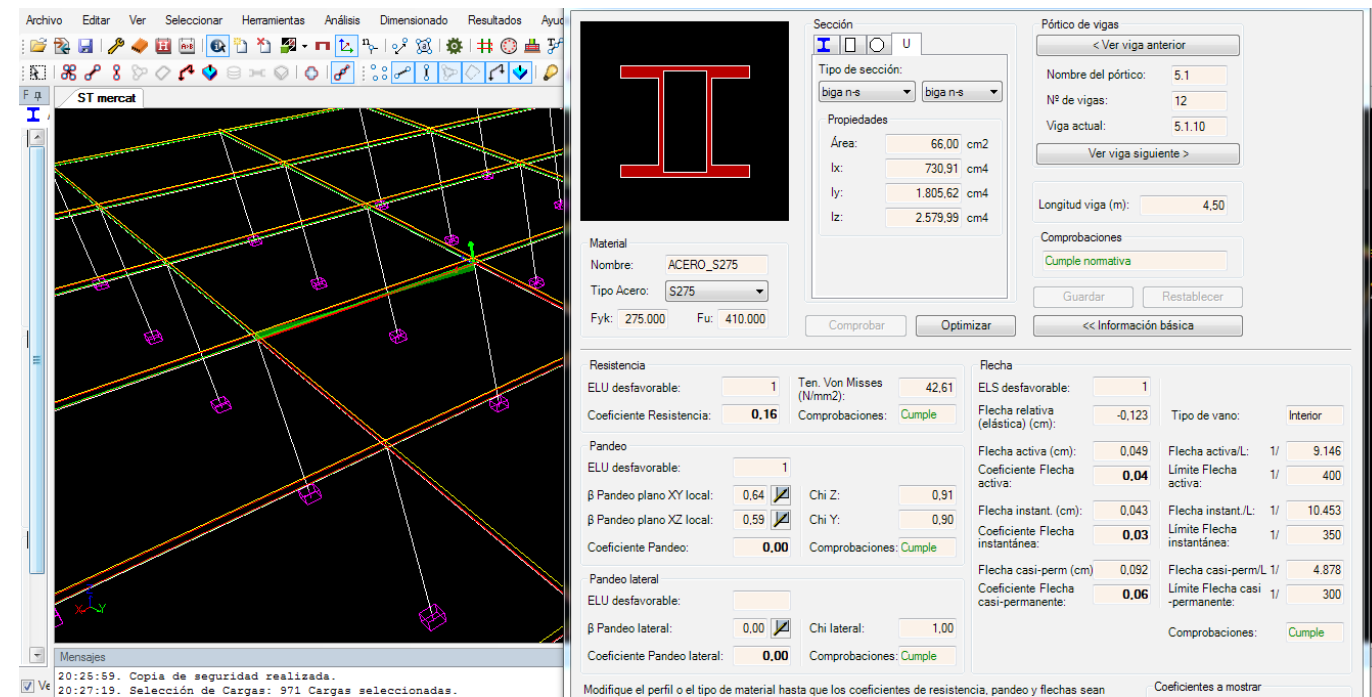 Archivo Editar Ver Seleccionar Herramientas Análisis Dimensionado Resultados
F
ST mercat
Mensajes
20:25:59. Copia de seguridad realizada.
20:27:19. Selección de Cargas: 971 Cargas seleccionadas.
Material
Nombre: ACERO_S275
Tipo Acero: S275
Fyk: 275.000 Fu: 410.000
Sección
U
Tipo de sección:
biga n-s biga n-s
Propiedades
Área: 66,00 cm2
Ix: 730,91 cm4
Iy: 1.805,62 cm4
Iz: 2.579,99 cm4
Comprobar Optimizar
Pórtico de vigas
< Ver viga anterior
Nombre del pórtico: 5.1
Nº de vigas: 12
Viga actual: 5.1.10
Ver viga siguiente >
Longitud viga (m): 4,50
Comprobaciones
Cumple normativa
Guardar Restablecer
<< Información básica
Resistencia
ELU desfavorable: 1 Ten. Von Misses (N/mm2): 42,61
Coeficiente Resistencia: 0,16 Comprobaciones: Cumple
Pandeo
ELU desfavorable: 1
β Pandeo plano XY local: 0,64 Chi Z: 0,91
β Pandeo plano XZ local: 0,59 Chi Y: 0,90
Coeficiente Pandeo: 0,00 Comprobaciones: Cumple
Pandeo lateral
ELU desfavorable:
β Pandeo lateral: 0,00 Chi lateral: 1,00
Coeficiente Pandeo lateral: 0,00 Comprobaciones: Cumple
Flecha
ELS desfavorable: 1
Flecha relativa (elástica) (cm): -0,123 Tipo de vano: Interior
Flecha activa (cm): 0,049 Flecha activa/L: 1/ 9.146
Coeficiente Flecha activa: 0,04 Límite Flecha activa: 1/ 400
Flecha instant. (cm): 0,043 Flecha instant./L: 1/ 10.453
Coeficiente Flecha instantánea: 0,03 Límite Flecha instantánea: 1/ 350
Flecha casi-perm (cm) 0,092 Flecha casi-perm/L 1/ 4.878
Coeficiente Flecha casi-permanente: 0,06 Límite Flecha casi -permanente: 1/ 300
Comprobaciones: Cumple
Modifique el perfil o el tipo de material hasta que los coeficientes de resistencia, pandeo y flechas sean
Coeficientes a mostrar